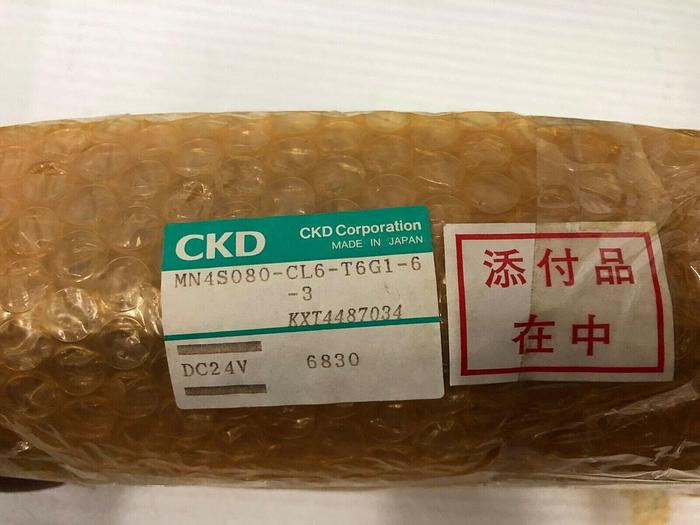 CKD
CKD Corporation
MADE IN JAPAN
MN4S080-CL6-T6G1-6
-3
KXT4487034
DC24V
6830
添付品
在中